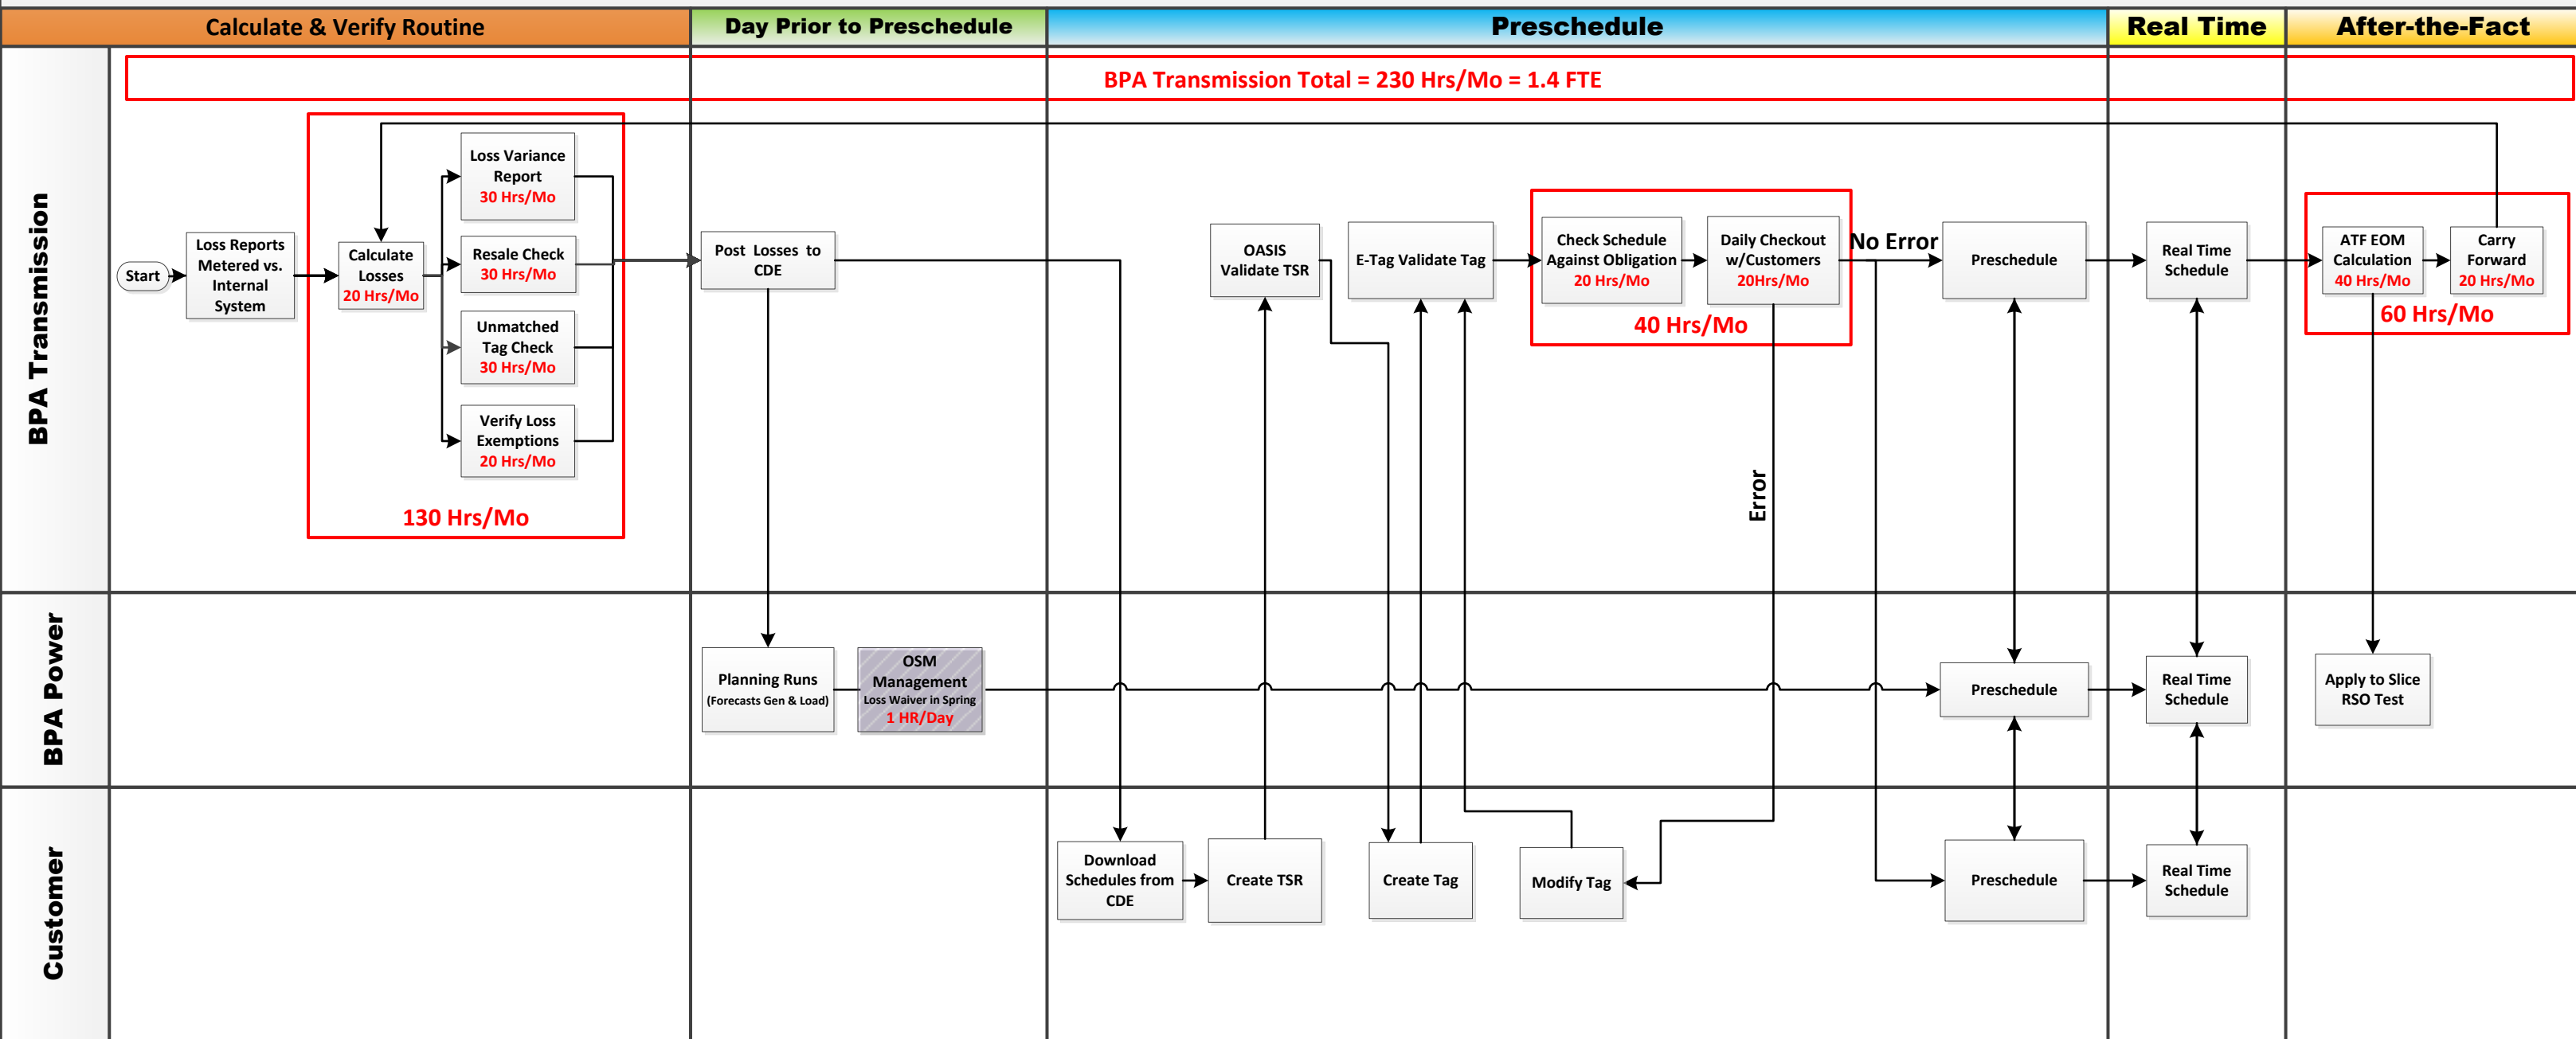 Calculate & Verify Routine
Day Prior to Preschedule
Preschedule
Real Time
After-the-Fact
BPA Transmission
BPA Transmission Total = 230 Hrs/Mo = 1.4 FTE
Start
Loss Reports
Metered vs.
Internal
System
Calculate
Losses
20 Hrs/Mo
Loss Variance
Report
30 Hrs/Mo
Resale Check
30 Hrs/Mo
Unmatched
Tag Check
30 Hrs/Mo
Verify Loss
Exemptions
20 Hrs/Mo
130 Hrs/Mo
Post Losses to
CDE
OASIS
Validate TSR
E-Tag Validate Tag
Check Schedule
Against Obligation
20 Hrs/Mo
Daily Checkout
w/Customers
20Hrs/Mo
40 Hrs/Mo
No Error
Error
Preschedule
Real Time
Schedule
ATF EOM
Calculation
40 Hrs/Mo
Carry
Forward
20 Hrs/Mo
60 Hrs/Mo
BPA Power
Planning Runs
(Forecasts Gen & Load)
OSM
Management
Loss Waiver in Spring
1 HR/Day
Preschedule
Real Time
Schedule
Apply to Slice
RSO Test
Customer
Download
Schedules from
CDE
Create TSR
Create Tag
Modify Tag
Preschedule
Real Time
Schedule